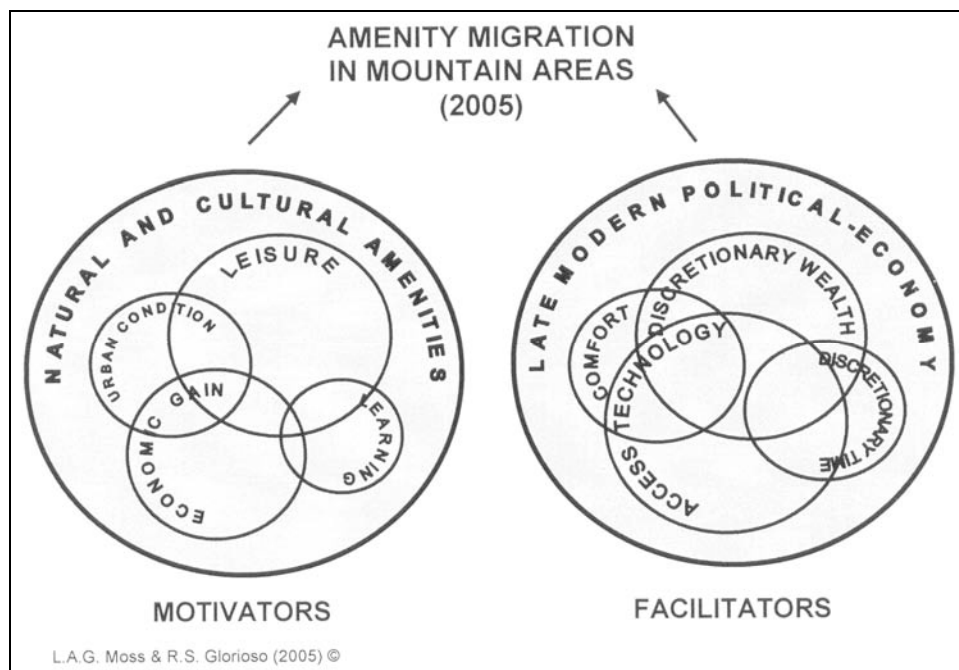 AMENITY MIGRATION
IN MOUNTAIN AREAS
(2005)
NATURAL AND CULTURAL AMENITIES
LEISURE
URBAN CONDITION
ECONOMIC GAIN
LEARNING
LATE MODERN POLITICAL-ECONOMY
DISCRETIONARY WEALTH
COMFORT
ACCESS TECHNOLOGY
DISCRETIONARY TIME
MOTIVATORS
FACILITATORS
L.A.G. Moss & R.S. Glorioso (2005) ©